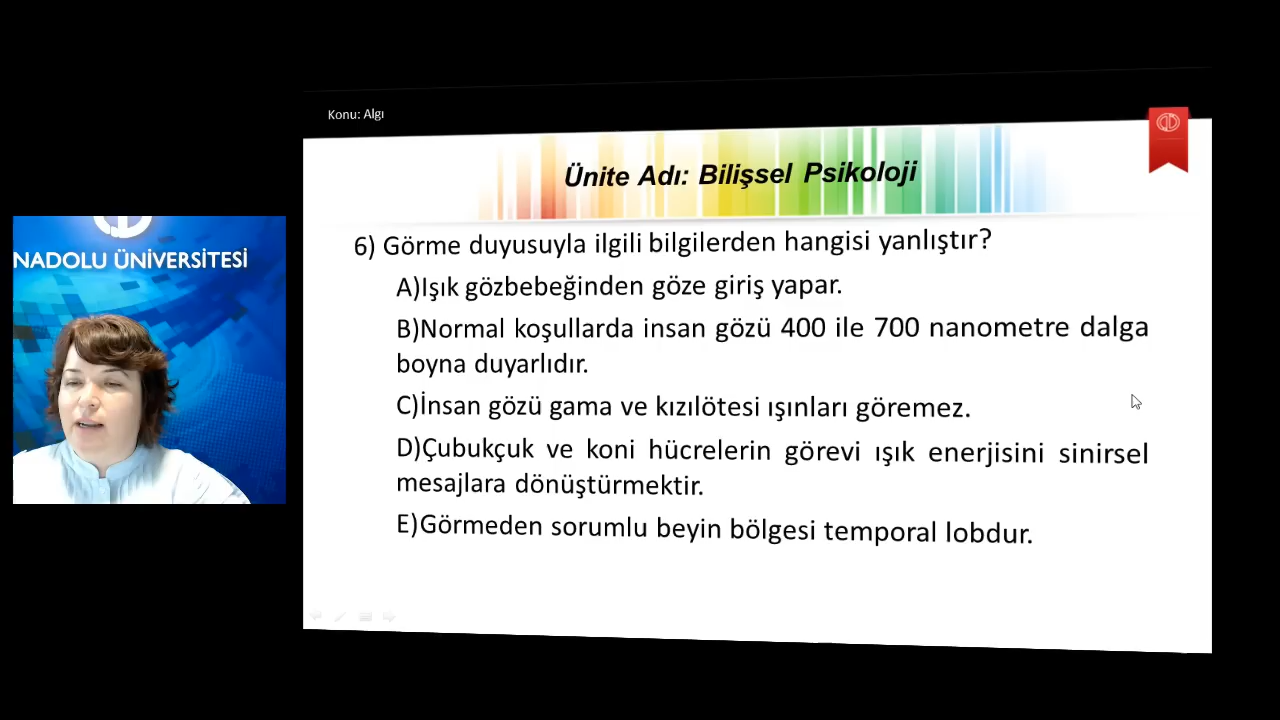 Konu: Algı
Ünite Adı: Bilişsel Psikoloji
NADOLU ÜNİVERSİTESİ
6) Görme duyusuyla ilgili bilgilerden hangisi yanlıştır?
A)Işık gözbebeğinden göze giriş yapar.
B)Normal koşullarda insan gözü 400 ile 700 nanometre dalga
boyna duyarlıdır.
C)İnsan gözü gama ve kızılötesi ışınları göremez.
D)Çubukçuk ve koni hücrelerin görevi ışık enerjisini sinirsel
mesajlara dönüştürmektir.
E)Görmeden sorumlu beyin bölgesi temporal lobdur.